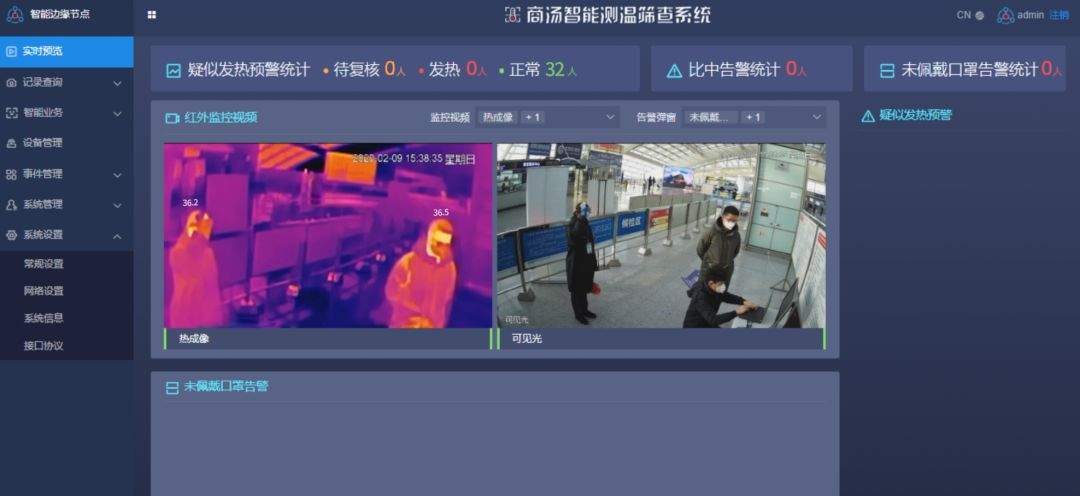 智能边缘节点
商汤智能测温筛查系统
CN admin 注销
实时预览
记录查询
智能业务
设备管理
事件管理
系统管理
系统设置
常规设置
网络设置
系统信息
接口协议
疑似发热预警统计 待复核 0人 发热 0人 正常 32人
比中告警统计 0人
未佩戴口罩告警统计 0人
红外监控视频 监控视频 热成像 + 1 告警弹窗 未佩戴... + 1
疑似发热预警
2020-02-09 15:38:35 星期日
36.2
36.5
候检区
可见光
热成像
可见光
未佩戴口罩告警